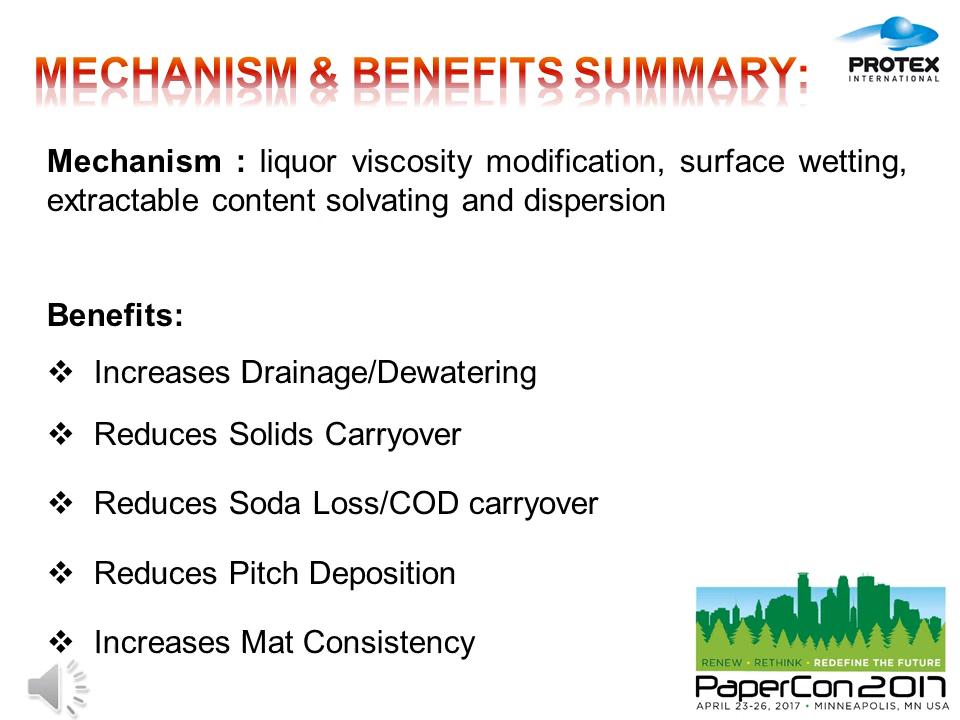 MECHANISM & BENEFITS SUMMARY:
PROTEX
INTERNATIONAL
Mechanism : liquor viscosity modification, surface wetting,
extractable content solvating and dispersion
Benefits:
❖ Increases Drainage/Dewatering
❖ Reduces Solids Carryover
❖ Reduces Soda Loss/COD carryover
❖ Reduces Pitch Deposition
❖ Increases Mat Consistency
RENEW • RETHINK • REDEFINE THE FUTURE
PaperCon 2017
APRIL 23-26, 2017 • MINNEAPOLIS, MN USA